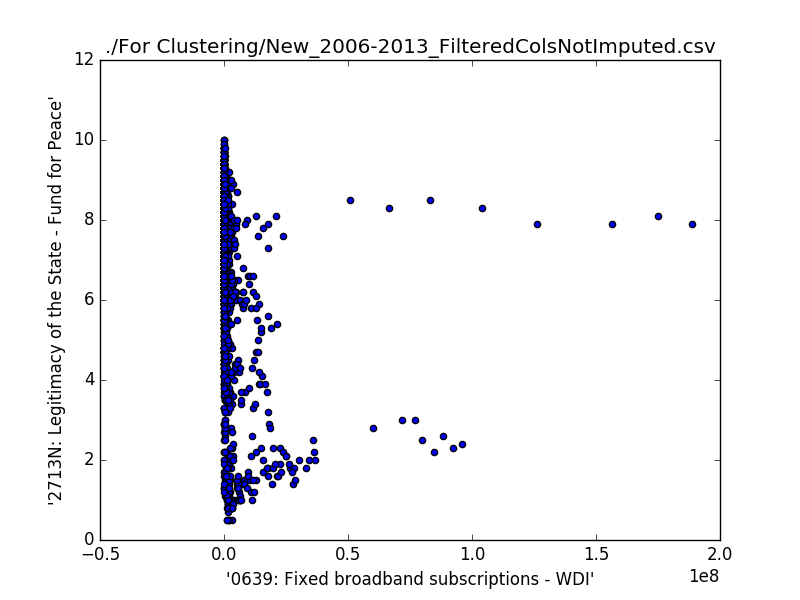 ./For Clustering/New_2006-2013_FilteredColsNotImputed.csv
12
10
8
6
4
2
0
'2713N: Legitimacy of the State - Fund for Peace'
−0.5 0.0 0.5 1.0 1.5 2.0
1e8
'0639: Fixed broadband subscriptions - WDI'